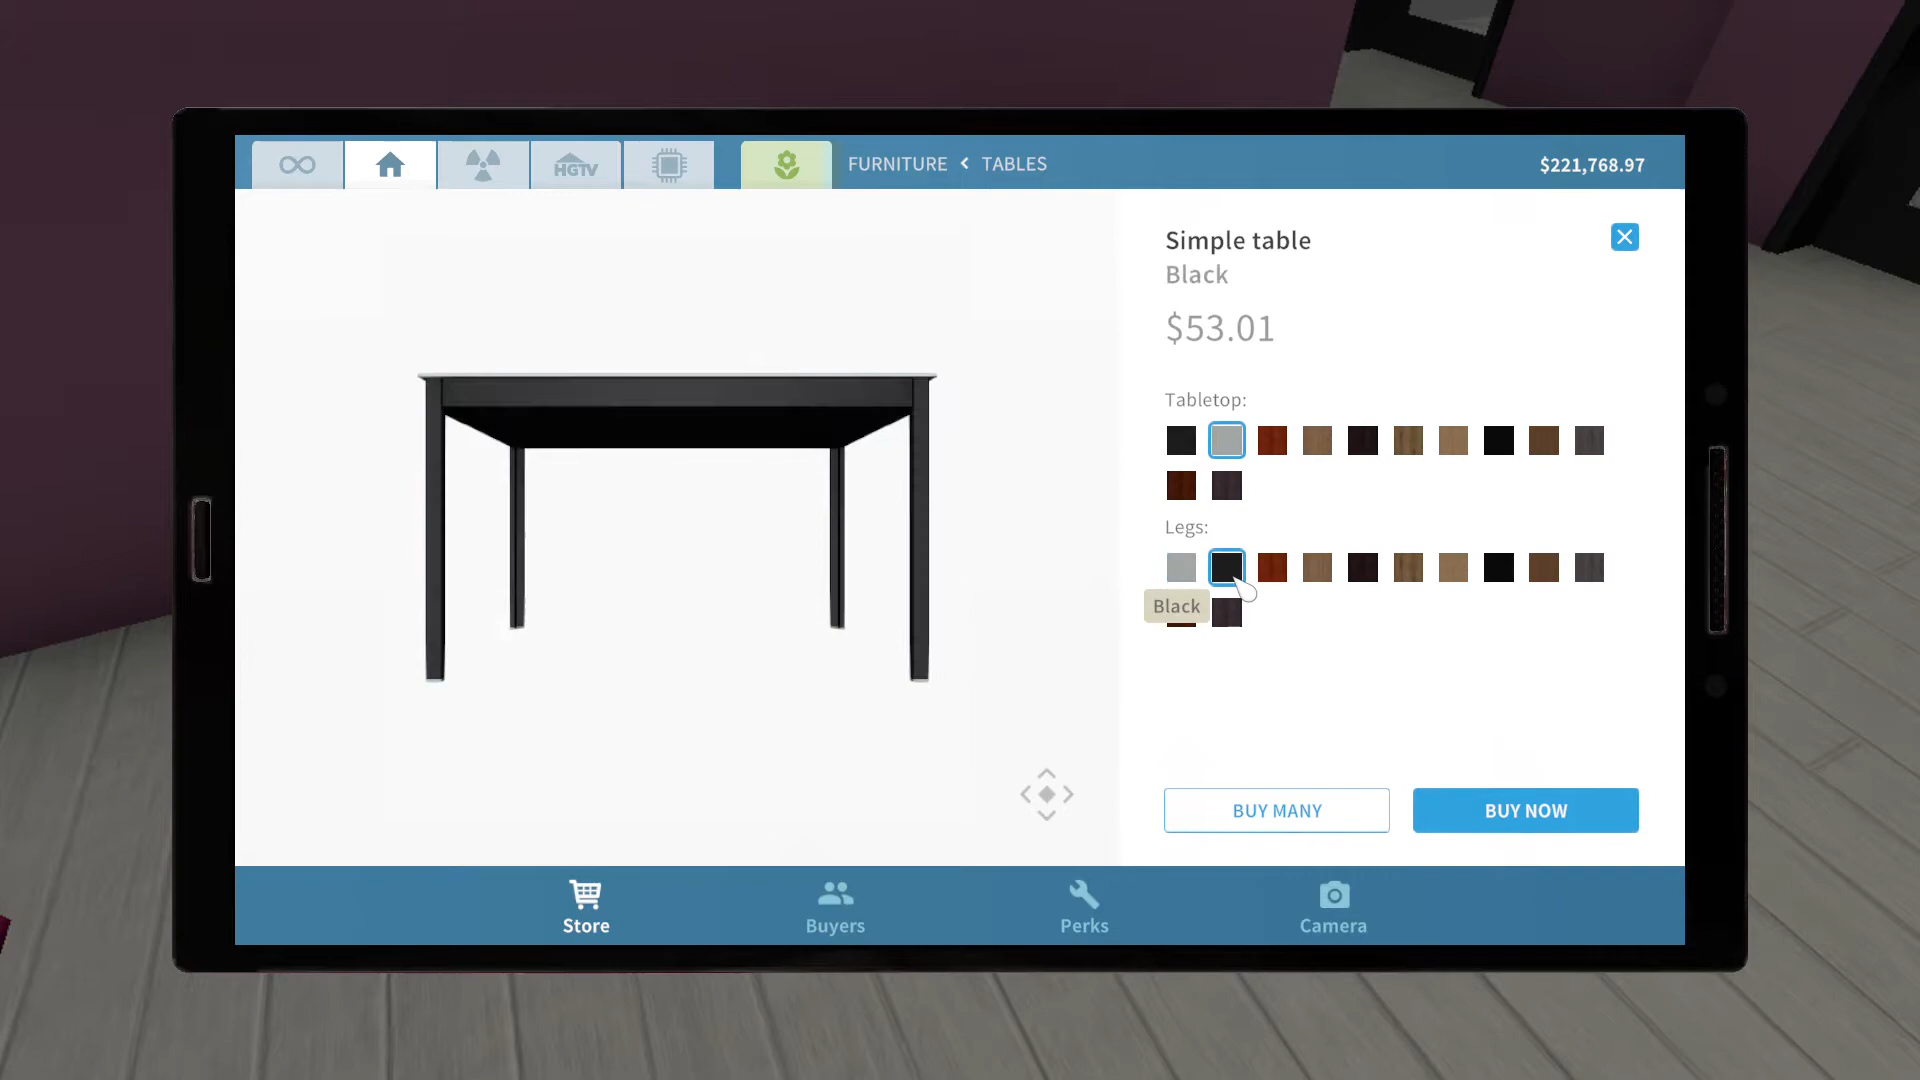 HGTV
FURNITURE < TABLES
$221,768.97
Simple table
Black
$53.01
Tabletop:
Legs:
Black
BUY MANY
BUY NOW
Store
Buyers
Perks
Camera